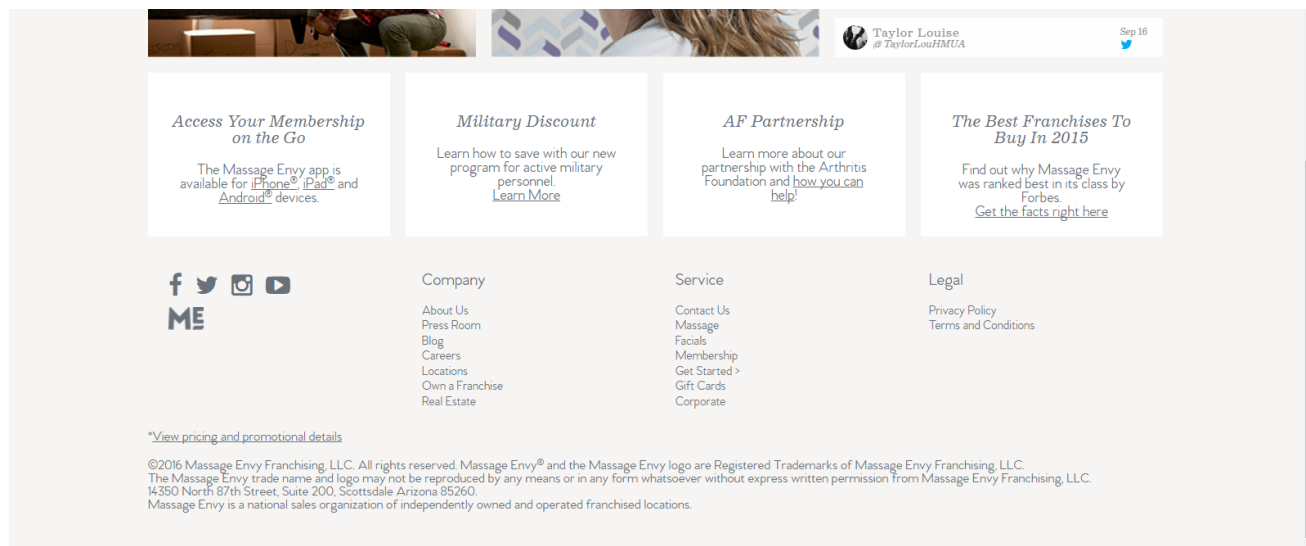 Taylor Louise
@TaylorLouHMUA
Sep 16
Access Your Membership
on the Go
The Massage Envy app is
available for iPhone®, iPad® and
Android® devices.
Military Discount
Learn how to save with our new
program for active military
personnel.
Learn More
AF Partnership
Learn more about our
partnership with the Arthritis
Foundation and how you can
help!
The Best Franchises To
Buy In 2015
Find out why Massage Envy
was ranked best in its class by
Forbes.
Get the facts right here
ME
Company
About Us
Press Room
Blog
Careers
Locations
Own a Franchise
Real Estate
Service
Contact Us
Massage
Facials
Membership
Get Started >
Gift Cards
Corporate
Legal
Privacy Policy
Terms and Conditions
*View pricing and promotional details
©2016 Massage Envy Franchising, LLC. All rights reserved. Massage Envy® and the Massage Envy logo are Registered Trademarks of Massage Envy Franchising, LLC.
The Massage Envy trade name and logo may not be reproduced by any means or in any form whatsoever without express written permission from Massage Envy Franchising, LLC.
14350 North 87th Street, Suite 200, Scottsdale Arizona 85260.
Massage Envy is a national sales organization of independently owned and operated franchised locations.